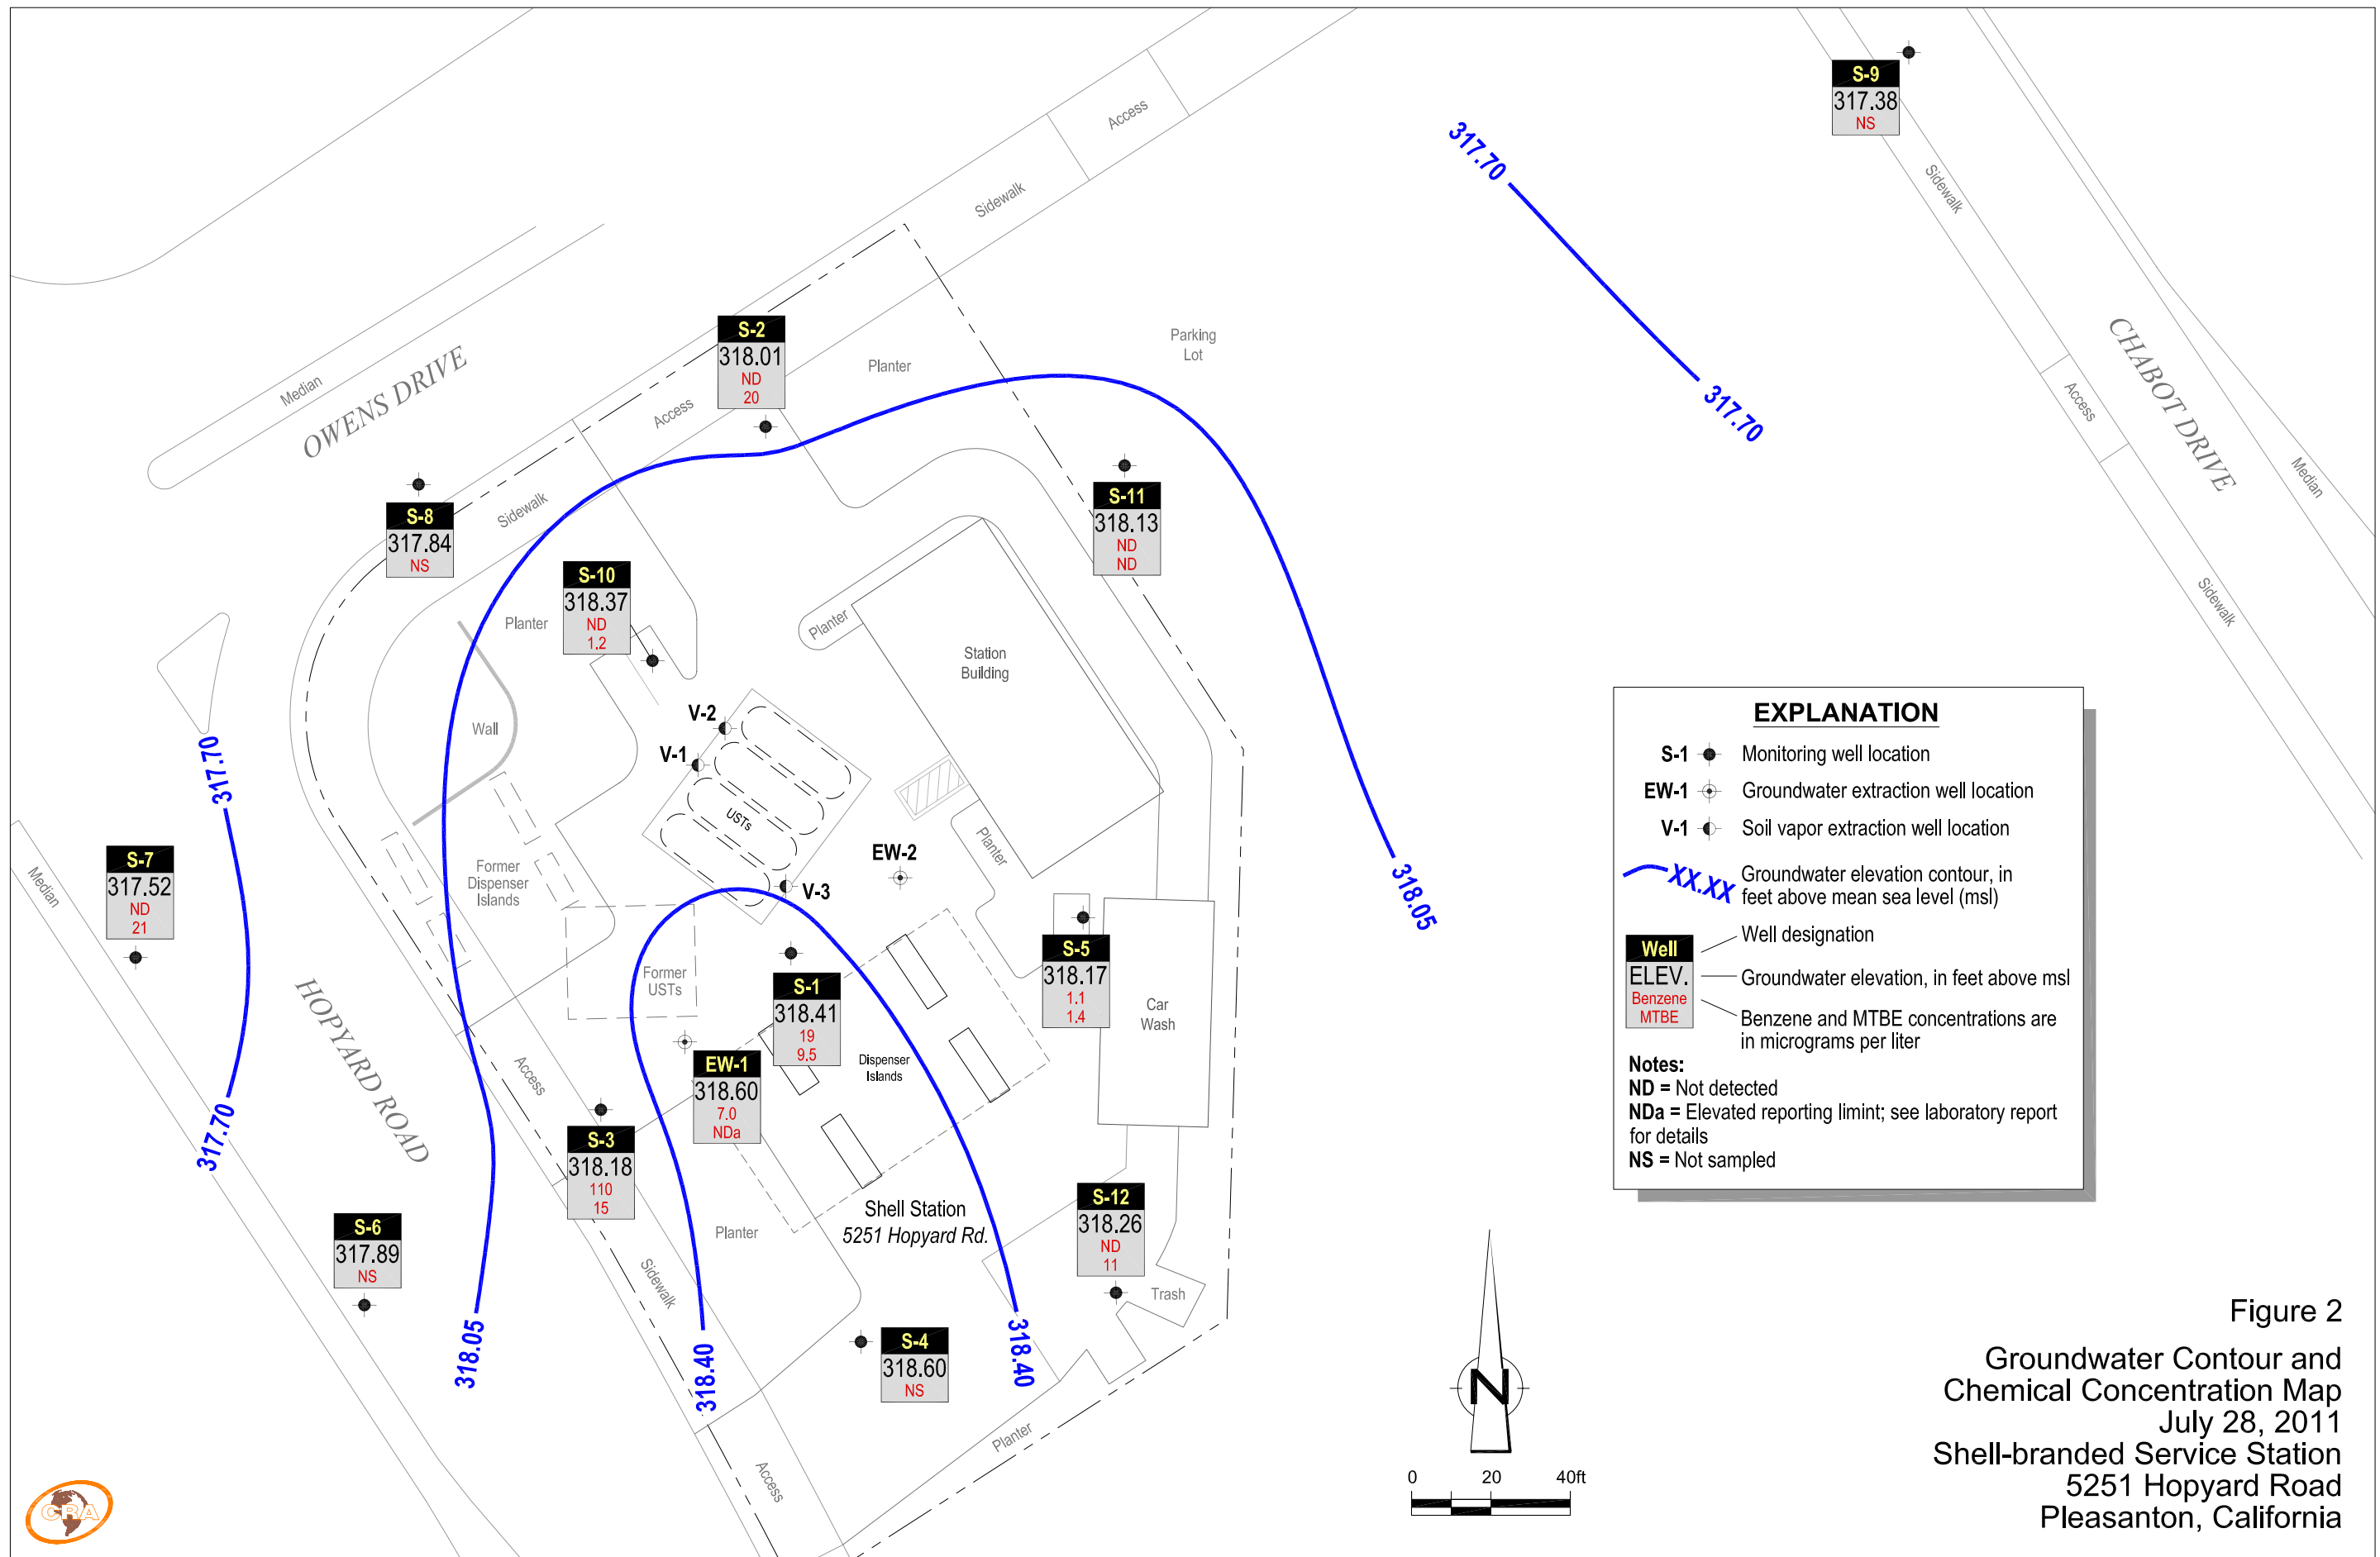 S-9
317.38
NS
Access
Sidewalk
317.70
317.70
Sidewalk
CHABOT DRIVE
Access
Median
Sidewalk
S-2
318.01
ND
20
Planter
Parking
Lot
Median
OWENS DRIVE
Access
Sidewalk
S-8
317.84
NS
S-11
318.13
ND
ND
S-10
318.37
ND
1.2
Planter
Planter
Station
Building
Wall
V-2
V-1
USTs
317.70
Planter
EW-2
V-3
Former
Dispenser
Islands
S-7
317.52
ND
21
Median
318.05
S-5
318.17
1.1
1.4
Former
USTs
S-1
318.41
19
9.5
Car
Wash
HOPYARD ROAD
Access
EW-1
318.60
7.0
NDa
Dispenser
Islands
317.70
S-3
318.18
110
15
S-12
318.26
ND
11
Shell Station
5251 Hopyard Rd.
Planter
S-6
317.89
NS
Sidewalk
Trash
318.05
318.40
S-4
318.60
NS
318.40
Planter
Access
EXPLANATION
S-1 Monitoring well location
EW-1 Groundwater extraction well location
V-1 Soil vapor extraction well location
XX.XX Groundwater elevation contour, in
feet above mean sea level (msl)
Well
ELEV.
Benzene
MTBE
Well designation
Groundwater elevation, in feet above msl
Benzene and MTBE concentrations are
in micrograms per liter
Notes:
ND = Not detected
NDa = Elevated reporting limint; see laboratory report
for details
NS = Not sampled
N
0 20 40ft
CRA
Figure 2
Groundwater Contour and
Chemical Concentration Map
July 28, 2011
Shell-branded Service Station
5251 Hopyard Road
Pleasanton, California